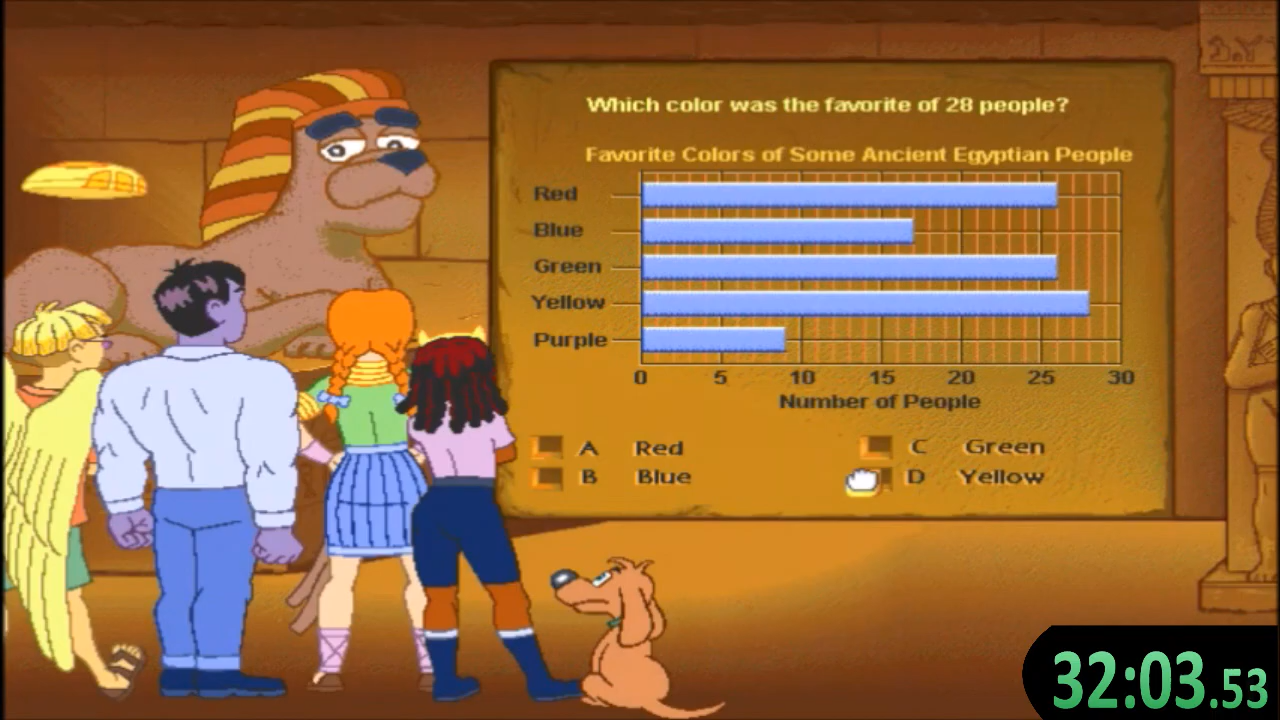 Which color was the favorite of 28 people?
Favorite Colors of Some Ancient Egyptian People
Red
Blue
Green
Yellow
Purple
0 5 10 15 20 25 30
Number of People
A Red
C Green
B Blue
D Yellow
32:03.53